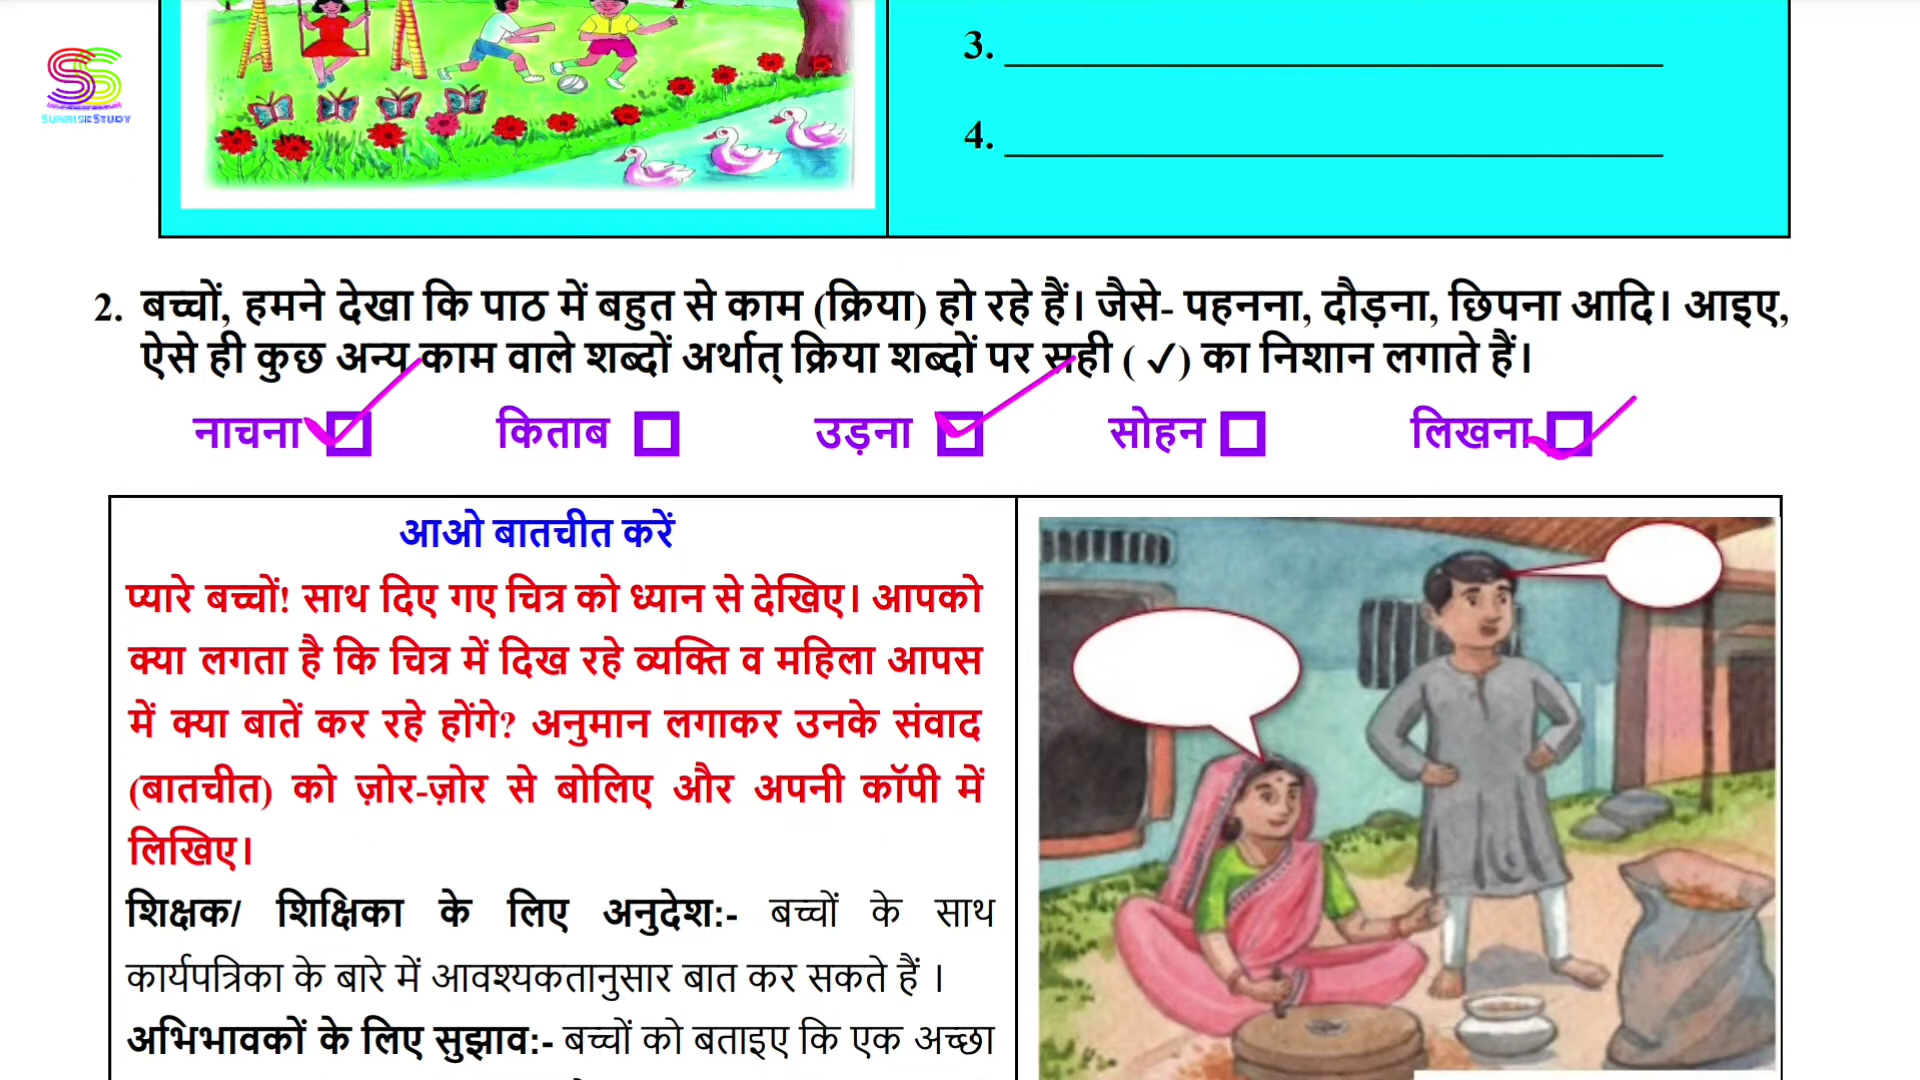 SS
SUNRISE STUDY
3.
4.
2. बच्चों, हमने देखा कि पाठ में बहुत से काम (क्रिया) हो रहे हैं। जैसे- पहनना, दौड़ना, छिपना आदि। आइए,
ऐसे ही कुछ अन्य काम वाले शब्दों अर्थात् क्रिया शब्दों पर सही ( ✓) का निशान लगाते हैं।
नाचना किताब उड़ना सोहन लिखना
आओ बातचीत करें
प्यारे बच्चों! साथ दिए गए चित्र को ध्यान से देखिए। आपको
क्या लगता है कि चित्र में दिख रहे व्यक्ति व महिला आपस
में क्या बातें कर रहे होंगे? अनुमान लगाकर उनके संवाद
(बातचीत) को ज़ोर-ज़ोर से बोलिए और अपनी कॉपी में
लिखिए।
शिक्षक/ शिक्षिका के लिए अनुदेश:- बच्चों के साथ
कार्यपत्रिका के बारे में आवश्यकतानुसार बात कर सकते हैं ।
अभिभावकों के लिए सुझाव:- बच्चों को बताइए कि एक अच्छा